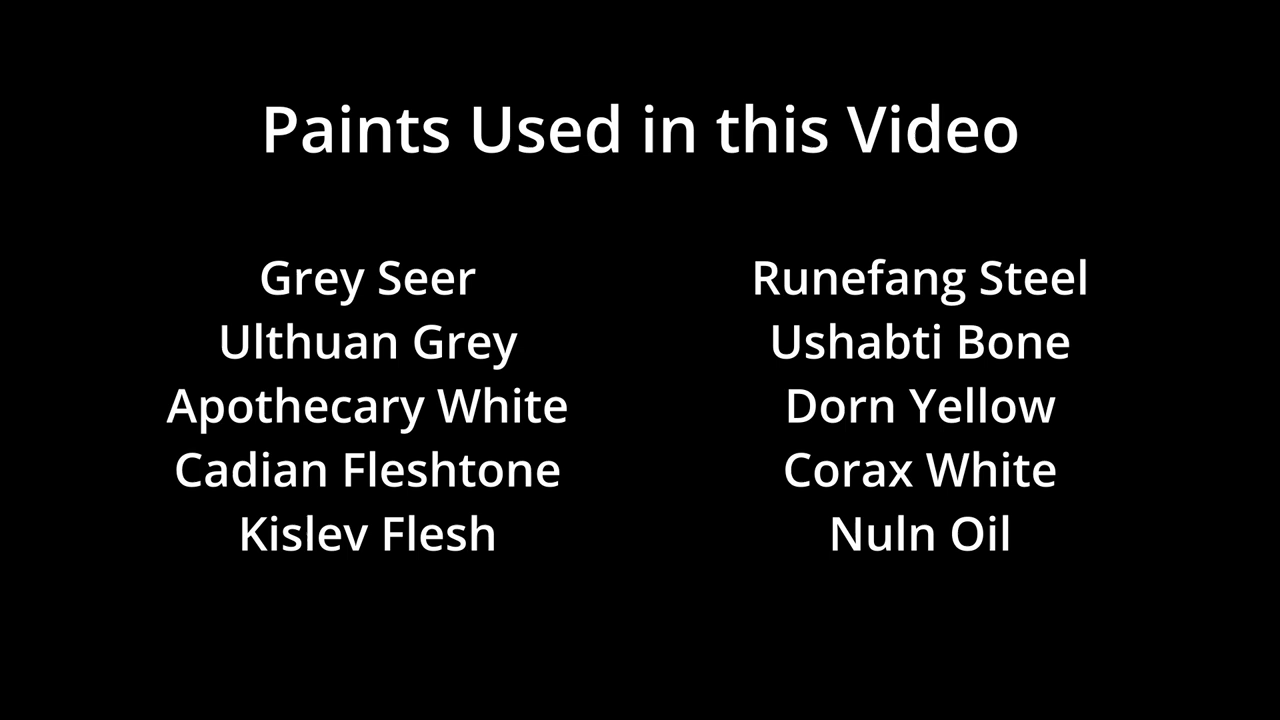 Paints Used in this Video
Grey Seer
Ulthuan Grey
Apothecary White
Cadian Fleshtone
Kislev Flesh
Runefang Steel
Ushabti Bone
Dorn Yellow
Corax White
Nuln Oil